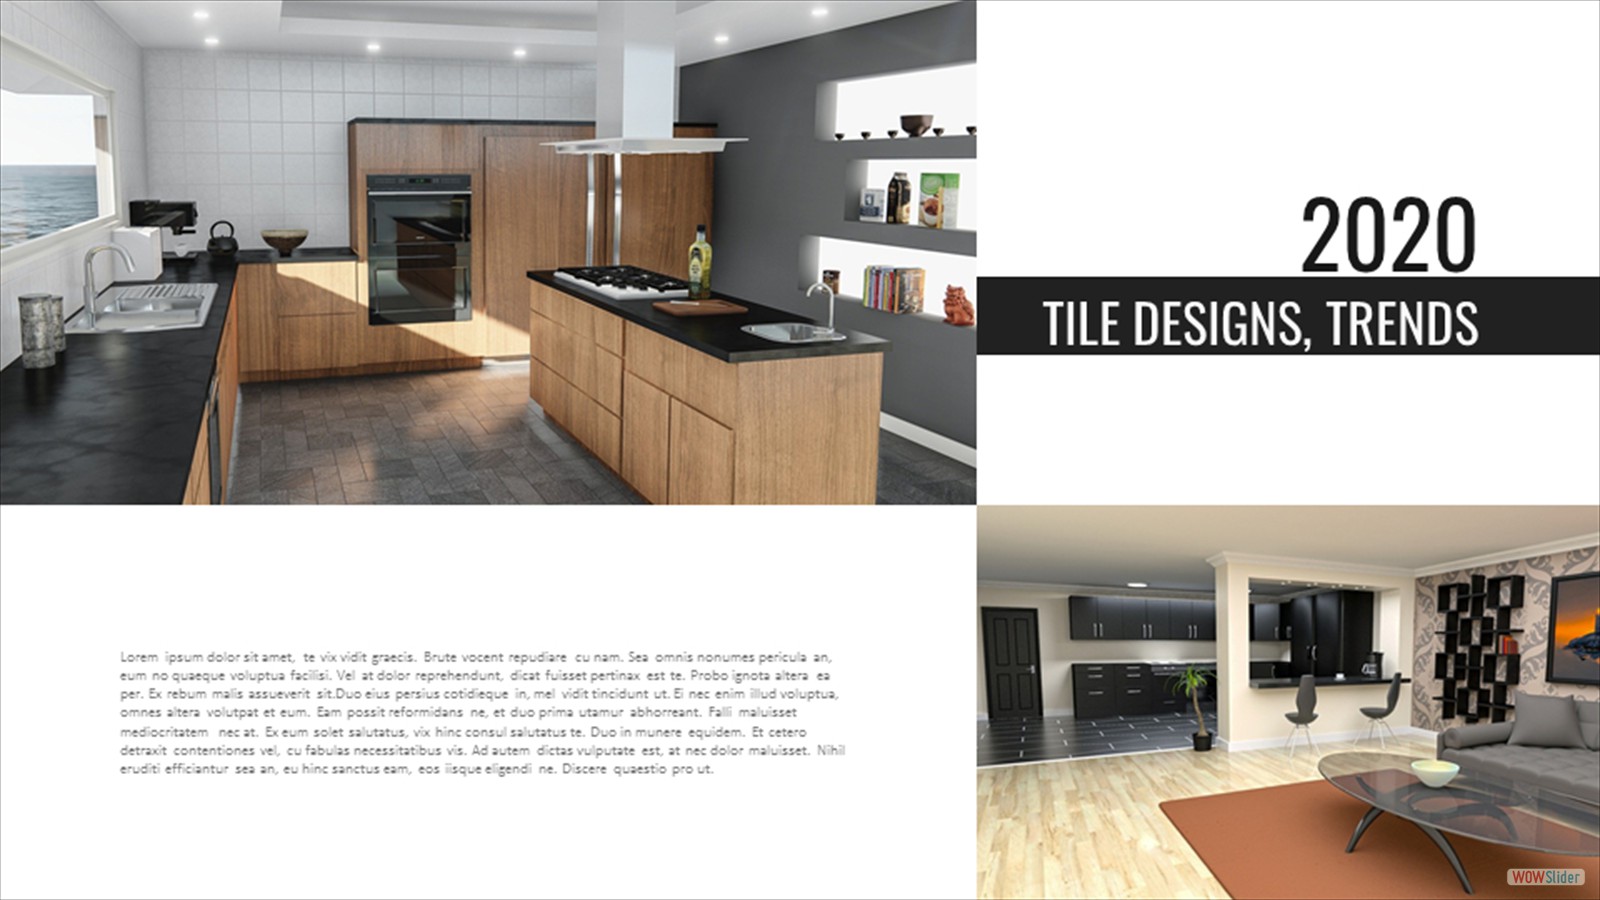 2020
TILE DESIGNS, TRENDS
Lorem ipsum dolor sit amet, te vix vidit graecis. Brute vocent repudiare cu nam. Sea omnis nonumes pericula an,
eum no quaeque voluptua facilisi. Vel at dolor reprehendunt, dicat fuisset pertinax est te. Probo ignota altera ea
per. Ex rebum malis assueverit sit.Duo eius persius cotidieque in, mel vidit tincidunt ut. Ei nec enim illud voluptua,
omnes altera volutpat et eum. Eam possit reformidans ne, et duo prima utamur abhorreant. Falli maluisset
mediocritatem nec at. Ex eum solet salutatus, vix hinc consul salutatus te. Duo in munere equidem. Et cetero
detraxit contentiones vel, cu fabulas necessitatibus vis. Ad autem dictas vulputate est, at nec dolor maluisset. Nihil
eruditi efficiantur sea an, eu hinc sanctus eam, eos iisque eligendi ne. Discere quaestio pro ut.
WOWSlider